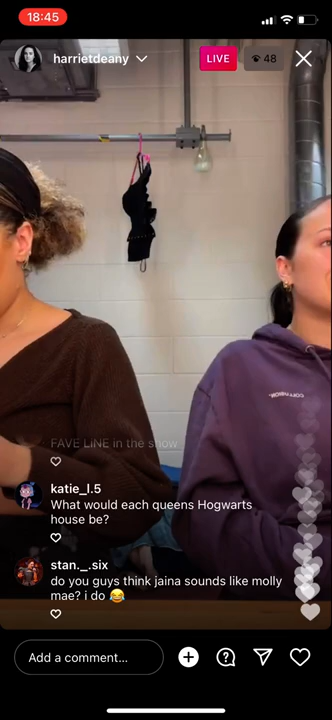 18:45
harrietdeany
LIVE
48
FAVE LINE in the show
katie_l.5
What would each queens Hogwarts
house be?
stan._.six
do you guys think jaina sounds like molly
mae? i do 😂
Add a comment...